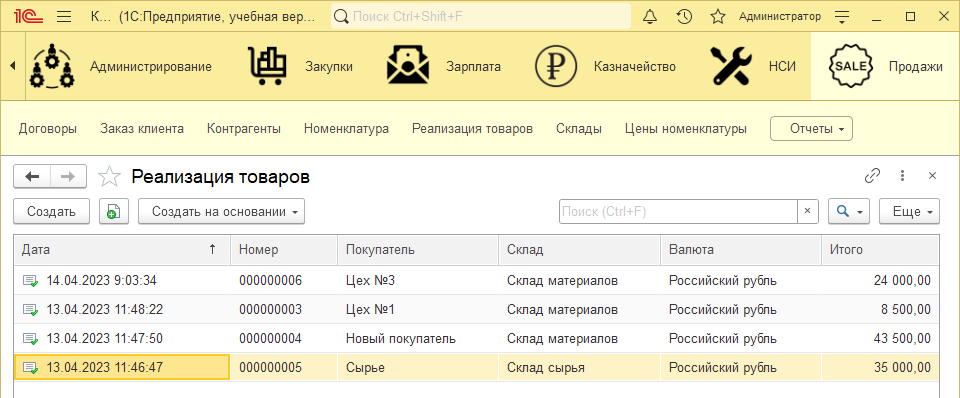 1С К... (1С:Предприятие, учебная вер... Поиск Ctrl+Shift+F Администратор
Администрирование Закупки Зарплата Казначейство НСИ SALE Продажи
Договоры Заказ клиента Контрагенты Номенклатура Реализация товаров Склады Цены номенклатуры Отчеты
Реализация товаров
Создать Создать на основании Поиск (Ctrl+F) × Еще
Дата ↑ Номер Покупатель Склад Валюта Итого
14.04.2023 9:03:34 000000006 Цех №3 Склад материалов Российский рубль 24 000,00
13.04.2023 11:48:22 000000003 Цех №1 Склад материалов Российский рубль 8 500,00
13.04.2023 11:47:50 000000004 Новый покупатель Склад материалов Российский рубль 43 500,00
13.04.2023 11:46:47 000000005 Сырье Склад сырья Российский рубль 35 000,00